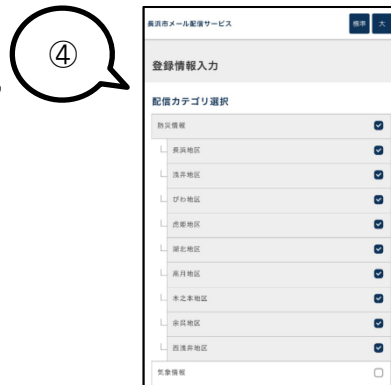 ④
長浜市メール配信サービス
標準 大
登録情報入力
配信カテゴリ選択
防災情報
長浜地区
浅井地区
びわ地区
虎姫地区
湖北地区
高月地区
木之本地区
余呉地区
西浅井地区
気象情報